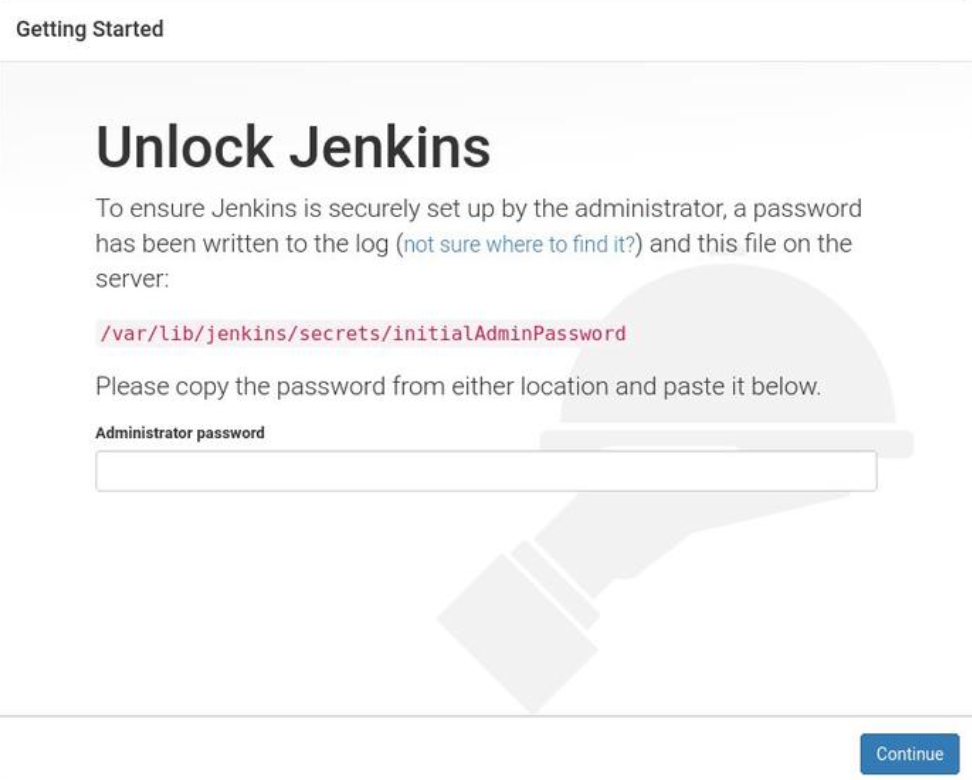 Getting Started
Unlock Jenkins
To ensure Jenkins is securely set up by the administrator, a password
has been written to the log (not sure where to find it?) and this file on the
server:
/var/lib/jenkins/secrets/initialAdminPassword
Please copy the password from either location and paste it below.
Administrator password
Continue